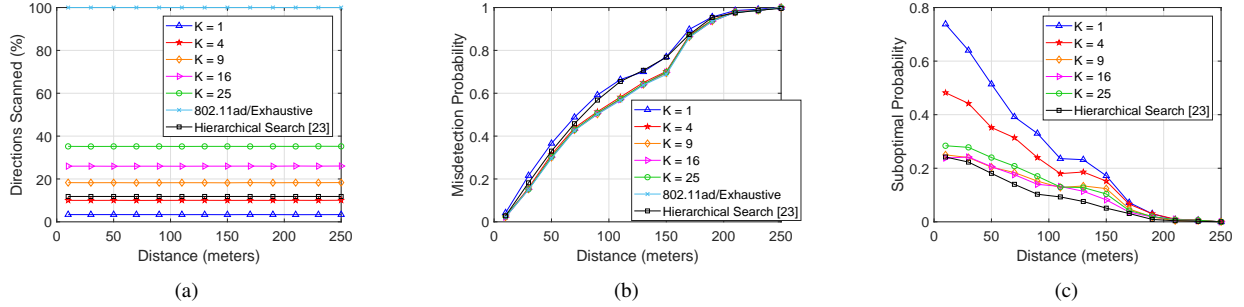 Directions Scanned (%)
100
80
60
40
20
0
K = 1
K = 4
K = 9
K = 16
K = 25
802.11ad/Exhaustive
Hierarchical Search [23]
0 50 100 150 200 250
Distance (meters)
(a)
Misdetection Probability
1
0.8
0.6
0.4
0.2
0
K = 1
K = 4
K = 9
K = 16
K = 25
802.11ad/Exhaustive
Hierarchical Search [23]
0 50 100 150 200 250
Distance (meters)
(b)
Suboptimal Probability
0.8
0.6
0.4
0.2
0
K = 1
K = 4
K = 9
K = 16
K = 25
Hierarchical Search [23]
0 50 100 150 200 250
Distance (meters)
(c)